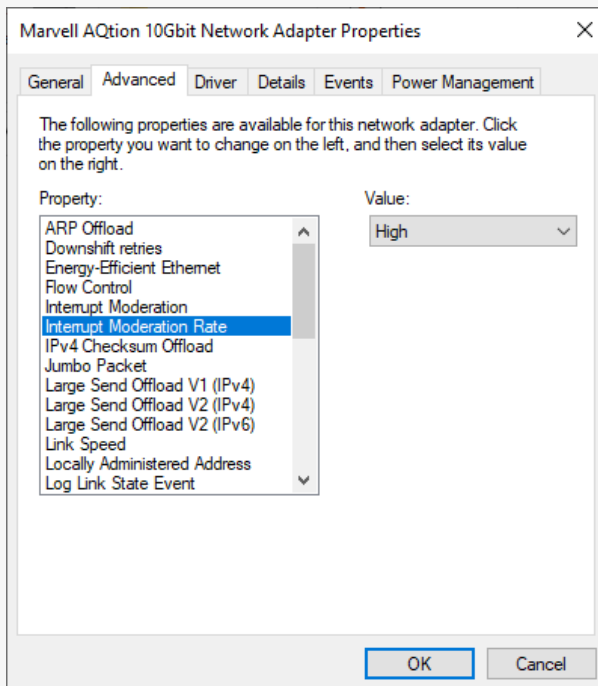 Marvell AQtion 10Gbit Network Adapter Properties
General Advanced Driver Details Events Power Management
The following properties are available for this network adapter. Click
the property you want to change on the left, and then select its value
on the right.
Property:
Value:
ARP Offload
Downshift retries
Energy-Efficient Ethernet
Flow Control
Interrupt Moderation
Interrupt Moderation Rate
IPv4 Checksum Offload
Jumbo Packet
Large Send Offload V1 (IPv4)
Large Send Offload V2 (IPv4)
Large Send Offload V2 (IPv6)
Link Speed
Locally Administered Address
Log Link State Event
High
OK
Cancel